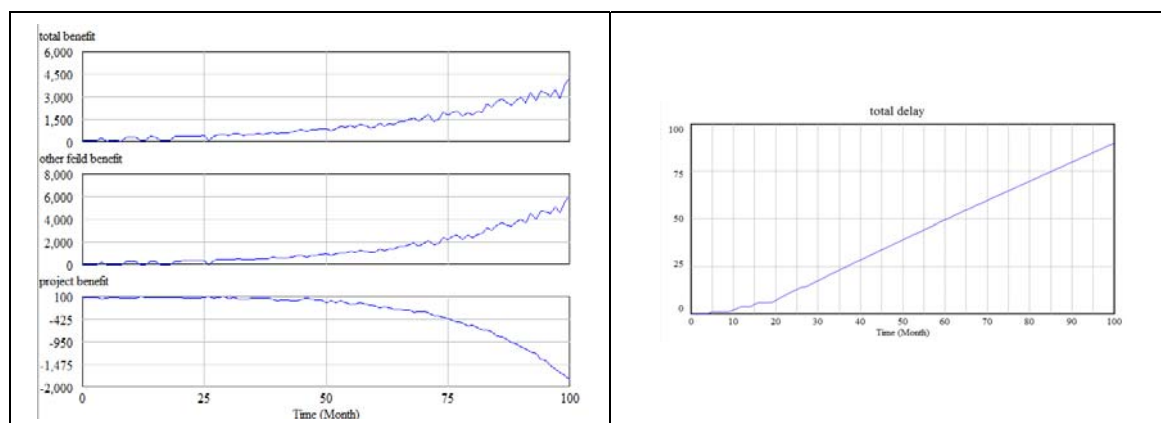 total benefit
6,000
4,500
3,000
1,500
0
other feild benefit
8,000
6,000
4,000
2,000
0
project benefit
100
-425
-950
-1,475
-2,000
0 25 50 75 100
Time (Month)
total delay
100
75
50
25
0
0 10 20 30 40 50 60 70 80 90 100
Time (Month)